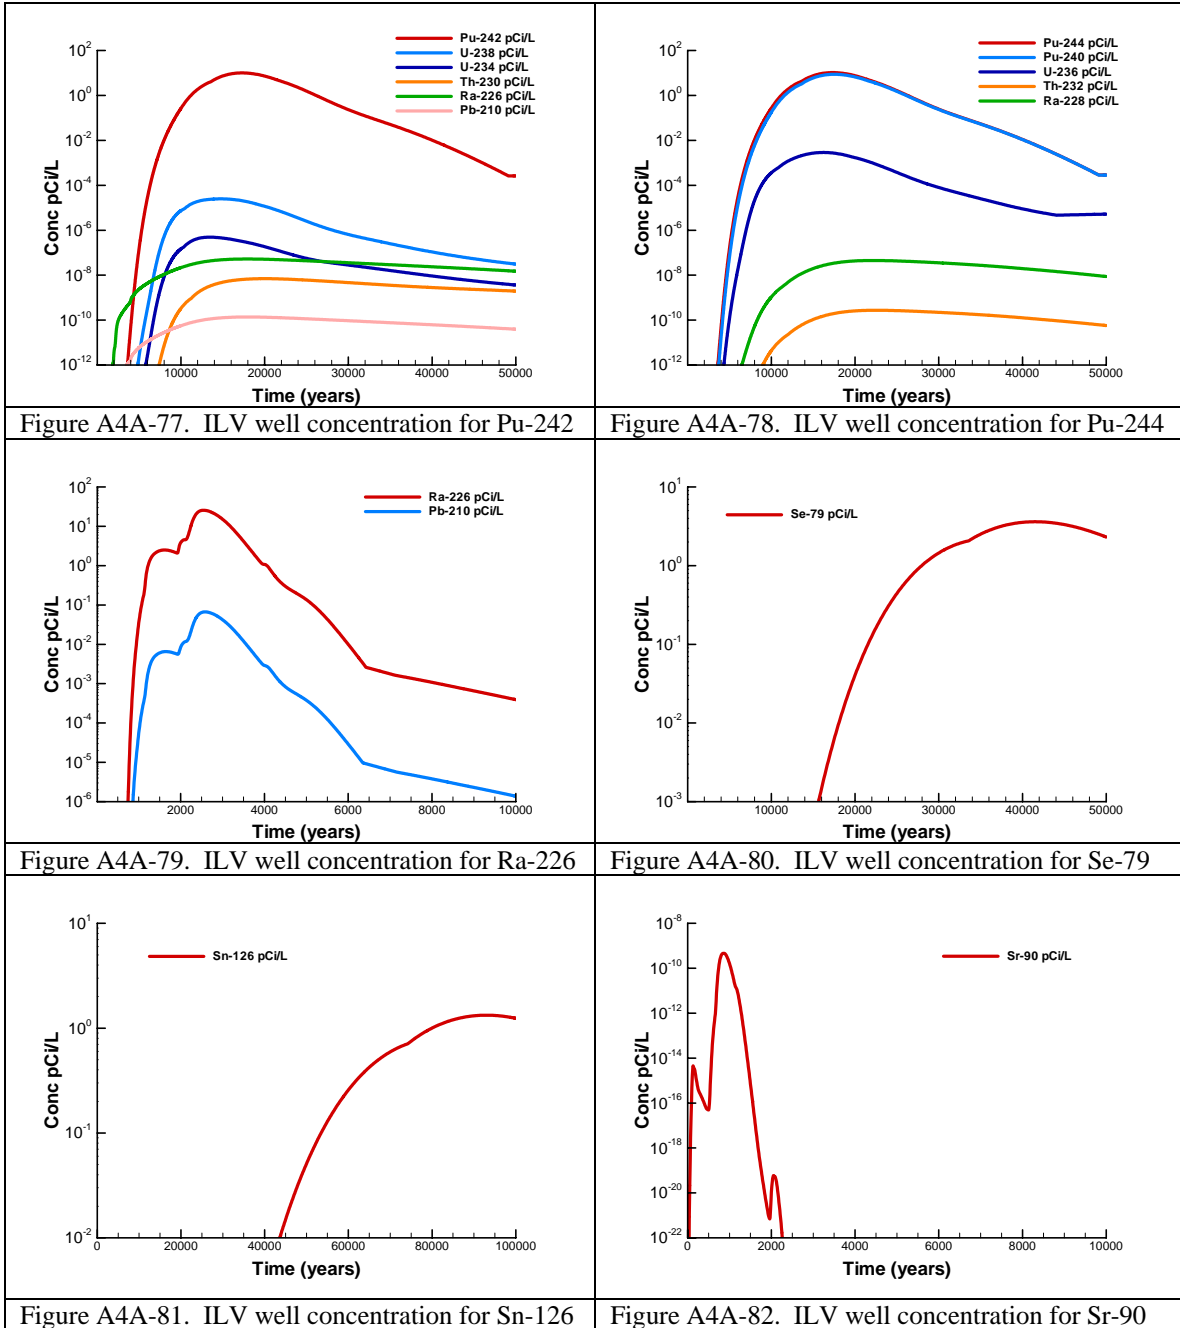 Pu-242 pCi/L
U-238 pCi/L
U-234 pCi/L
Th-230 pCi/L
Ra-226 pCi/L
Pb-210 pCi/L
Conc pCi/L
10^2
10^0
10^-2
10^-4
10^-6
10^-8
10^-10
10^-12
10000 20000 30000 40000 50000
Time (years)
Figure A4A-77. ILV well concentration for Pu-242
Pu-244 pCi/L
Pu-240 pCi/L
U-236 pCi/L
Th-232 pCi/L
Ra-228 pCi/L
Conc pCi/L
10^2
10^0
10^-2
10^-4
10^-6
10^-8
10^-10
10^-12
10000 20000 30000 40000 50000
Time (years)
Figure A4A-78. ILV well concentration for Pu-244
Ra-226 pCi/L
Pb-210 pCi/L
Conc pCi/L
10^2
10^1
10^0
10^-1
10^-2
10^-3
10^-4
10^-5
10^-6
2000 4000 6000 8000 10000
Time (years)
Figure A4A-79. ILV well concentration for Ra-226
Se-79 pCi/L
Conc pCi/L
10^1
10^0
10^-1
10^-2
10^-3
10000 20000 30000 40000 50000
Time (years)
Figure A4A-80. ILV well concentration for Se-79
Sn-126 pCi/L
Conc pCi/L
10^1
10^0
10^-1
10^-2
0 20000 40000 60000 80000 100000
Time (years)
Figure A4A-81. ILV well concentration for Sn-126
Sr-90 pCi/L
Conc pCi/L
10^-8
10^-10
10^-12
10^-14
10^-16
10^-18
10^-20
10^-22
0 2000 4000 6000 8000 10000
Time (years)
Figure A4A-82. ILV well concentration for Sr-90